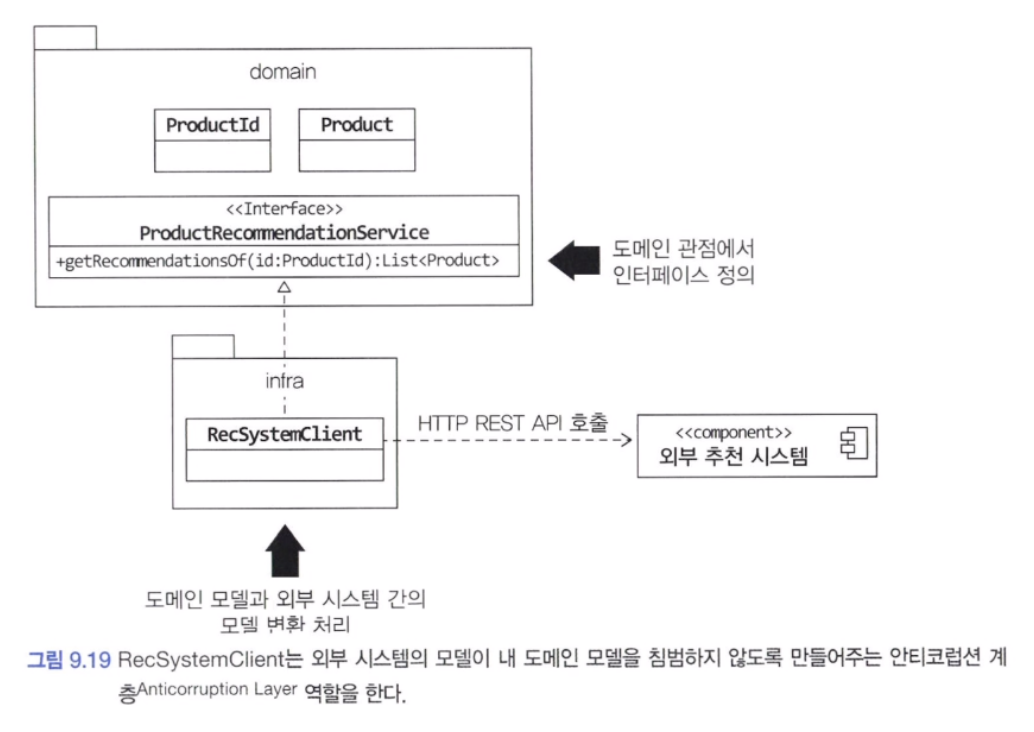 domain
ProductId
Product
<<Interface>>
ProductRecommendationService
+getRecommendationsOf(id:ProductId):List<Product>
도메인 관점에서
인터페이스 정의
infra
RecSystemClient
HTTP REST API 호출
<<component>>
외부 추천 시스템
도메인 모델과 외부 시스템 간의
모델 변환 처리
그림 9.19 RecSystemClient는 외부 시스템의 모델이 내 도메인 모델을 침범하지 않도록 만들어주는 안티코럽션 계
층Anticorruption Layer 역할을 한다.